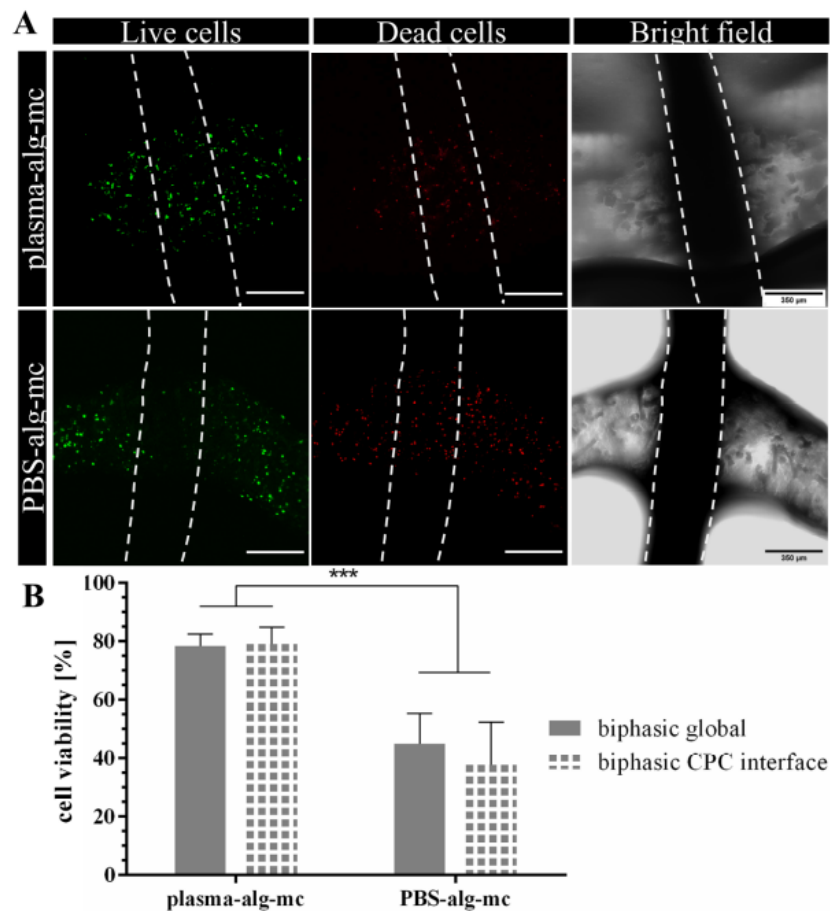 A
Live cells
Dead cells
Bright field
plasma-alg-mc
350 µm
PBS-alg-mc
350 µm
B
***
cell viability [%]
100
80
60
40
20
0
biphasic global
biphasic CPC interface
plasma-alg-mc
PBS-alg-mc